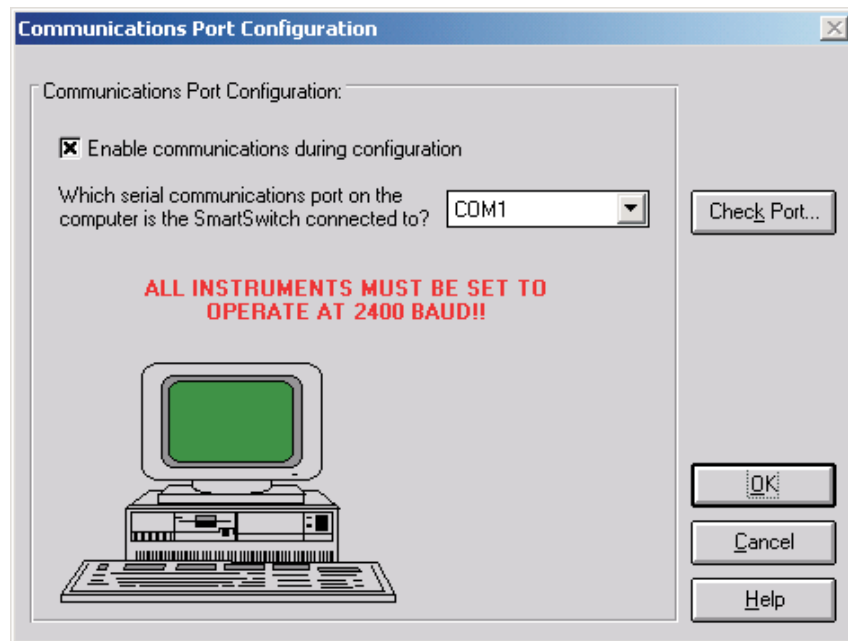 Communications Port Configuration
Communications Port Configuration:
Enable communications during configuration
Which serial communications port on the
computer is the SmartSwitch connected to?
COM1
Check Port...
ALL INSTRUMENTS MUST BE SET TO
OPERATE AT 2400 BAUD!!
OK
Cancel
Help